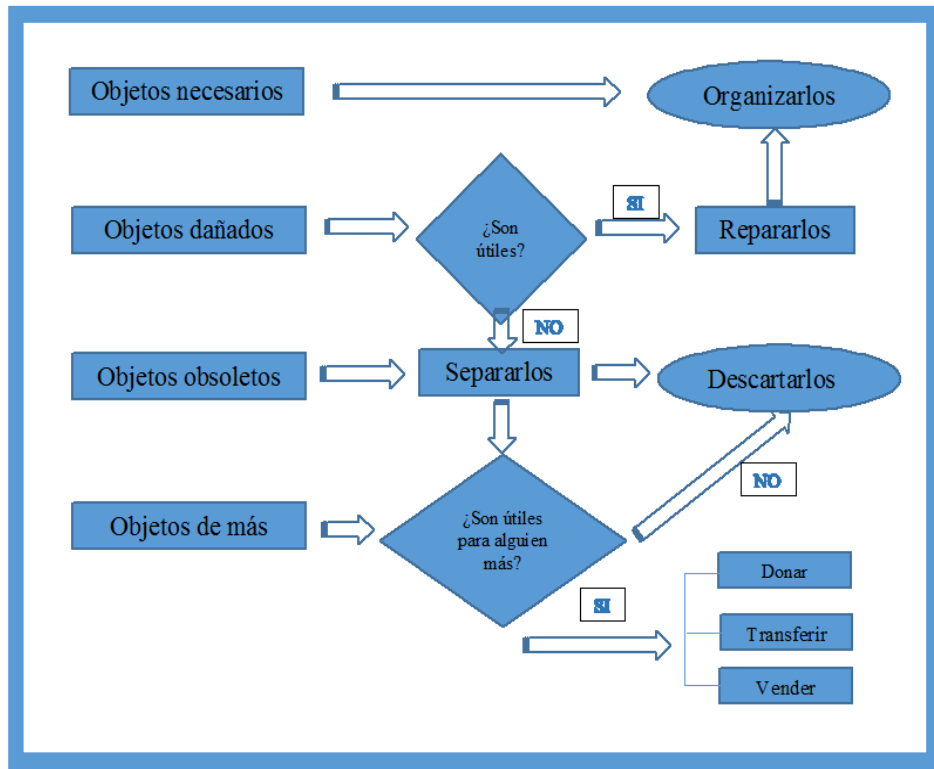 Objetos necesarios
Organizarlos
Objetos dañados
¿Son
útiles?
SI
Repararlos
NO
Objetos obsoletos
Separarlos
Descartarlos
Objetos de más
¿Son útiles
para alguien
más?
NO
SI
Donar
Transferir
Vender